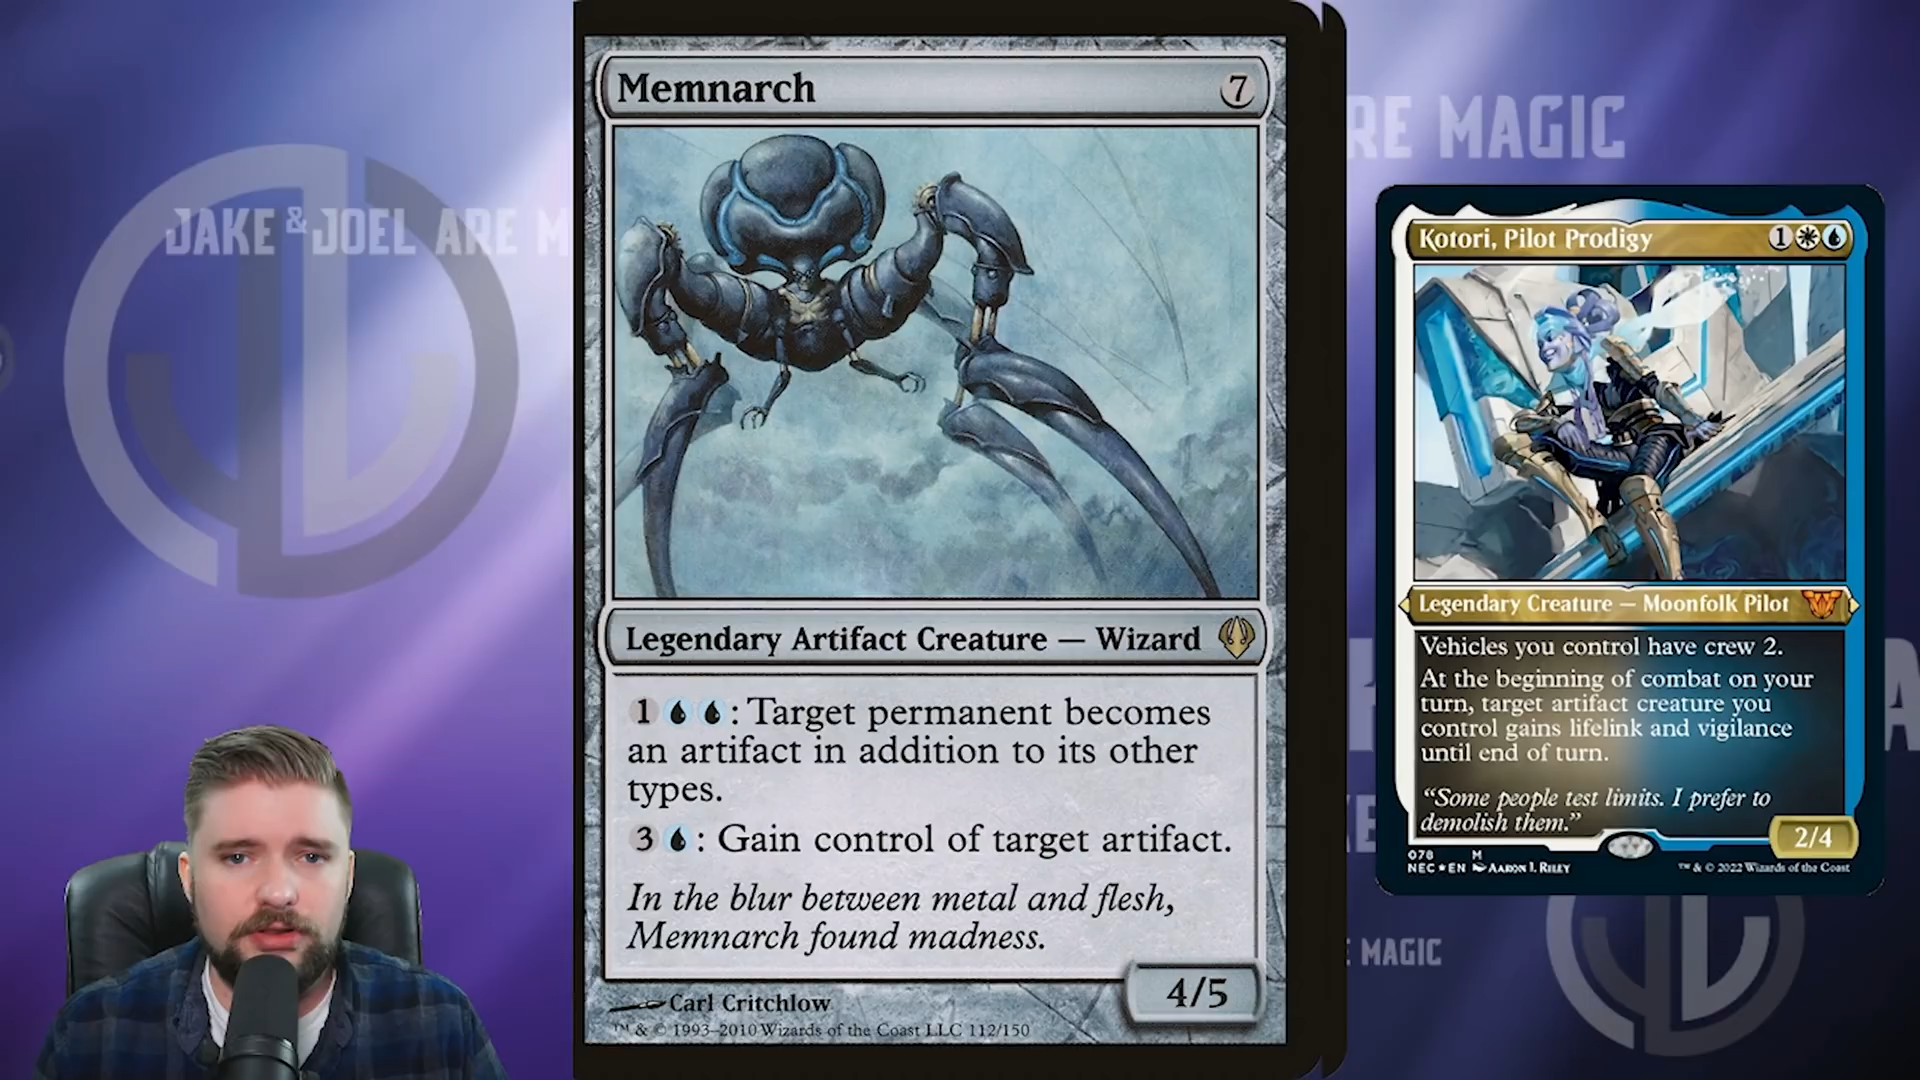 JAKE & JOEL ARE M
RE MAGIC
Memnarch
7
Legendary Artifact Creature — Wizard
1: Target permanent becomes
an artifact in addition to its other
types.
3: Gain control of target artifact.
In the blur between metal and flesh,
Memnarch found madness.
4/5
Carl Critchlow
™ & © 1993–2010 Wizards of the Coast LLC 112/150
Kotori, Pilot Prodigy
1
Legendary Creature — Moonfolk Pilot
Vehicles you control have crew 2.
At the beginning of combat on your
turn, target artifact creature you
control gains lifelink and vigilance
until end of turn.
“Some people test limits. I prefer to
demolish them.”
2/4
078 M
NEC ★ EN Aaron J. Riley
™ & © 2022 Wizards of the Coast
MAGIC